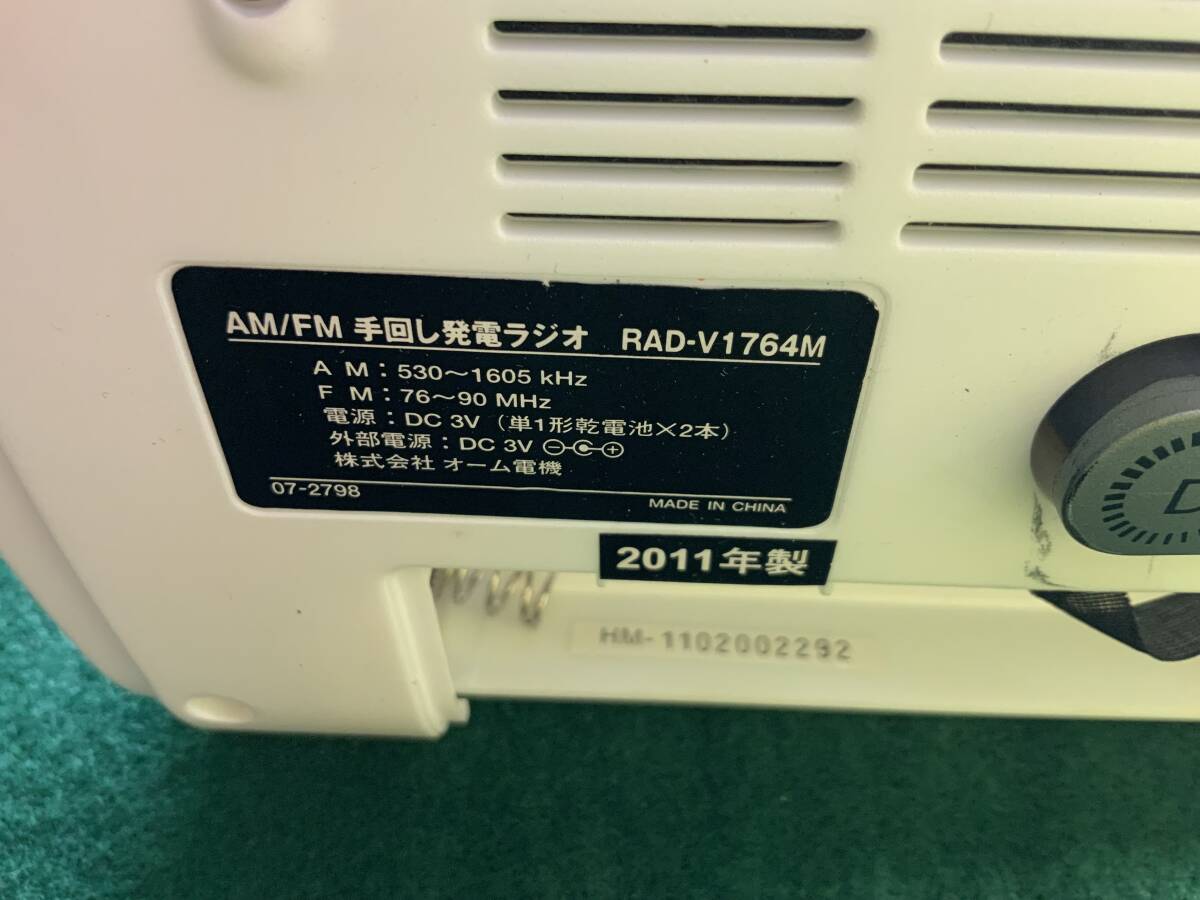 AM/FM 手回し発電ラジオ RAD-V1764M
A M：530～1605 kHz
F M：76～90 MHz
電源：DC 3V（単1形乾電池×2本）
外部電源：DC 3V ⊖-C-⊕
株式会社 オーム電機
07-2798 MADE IN CHINA
2011年製
HM-1102002292